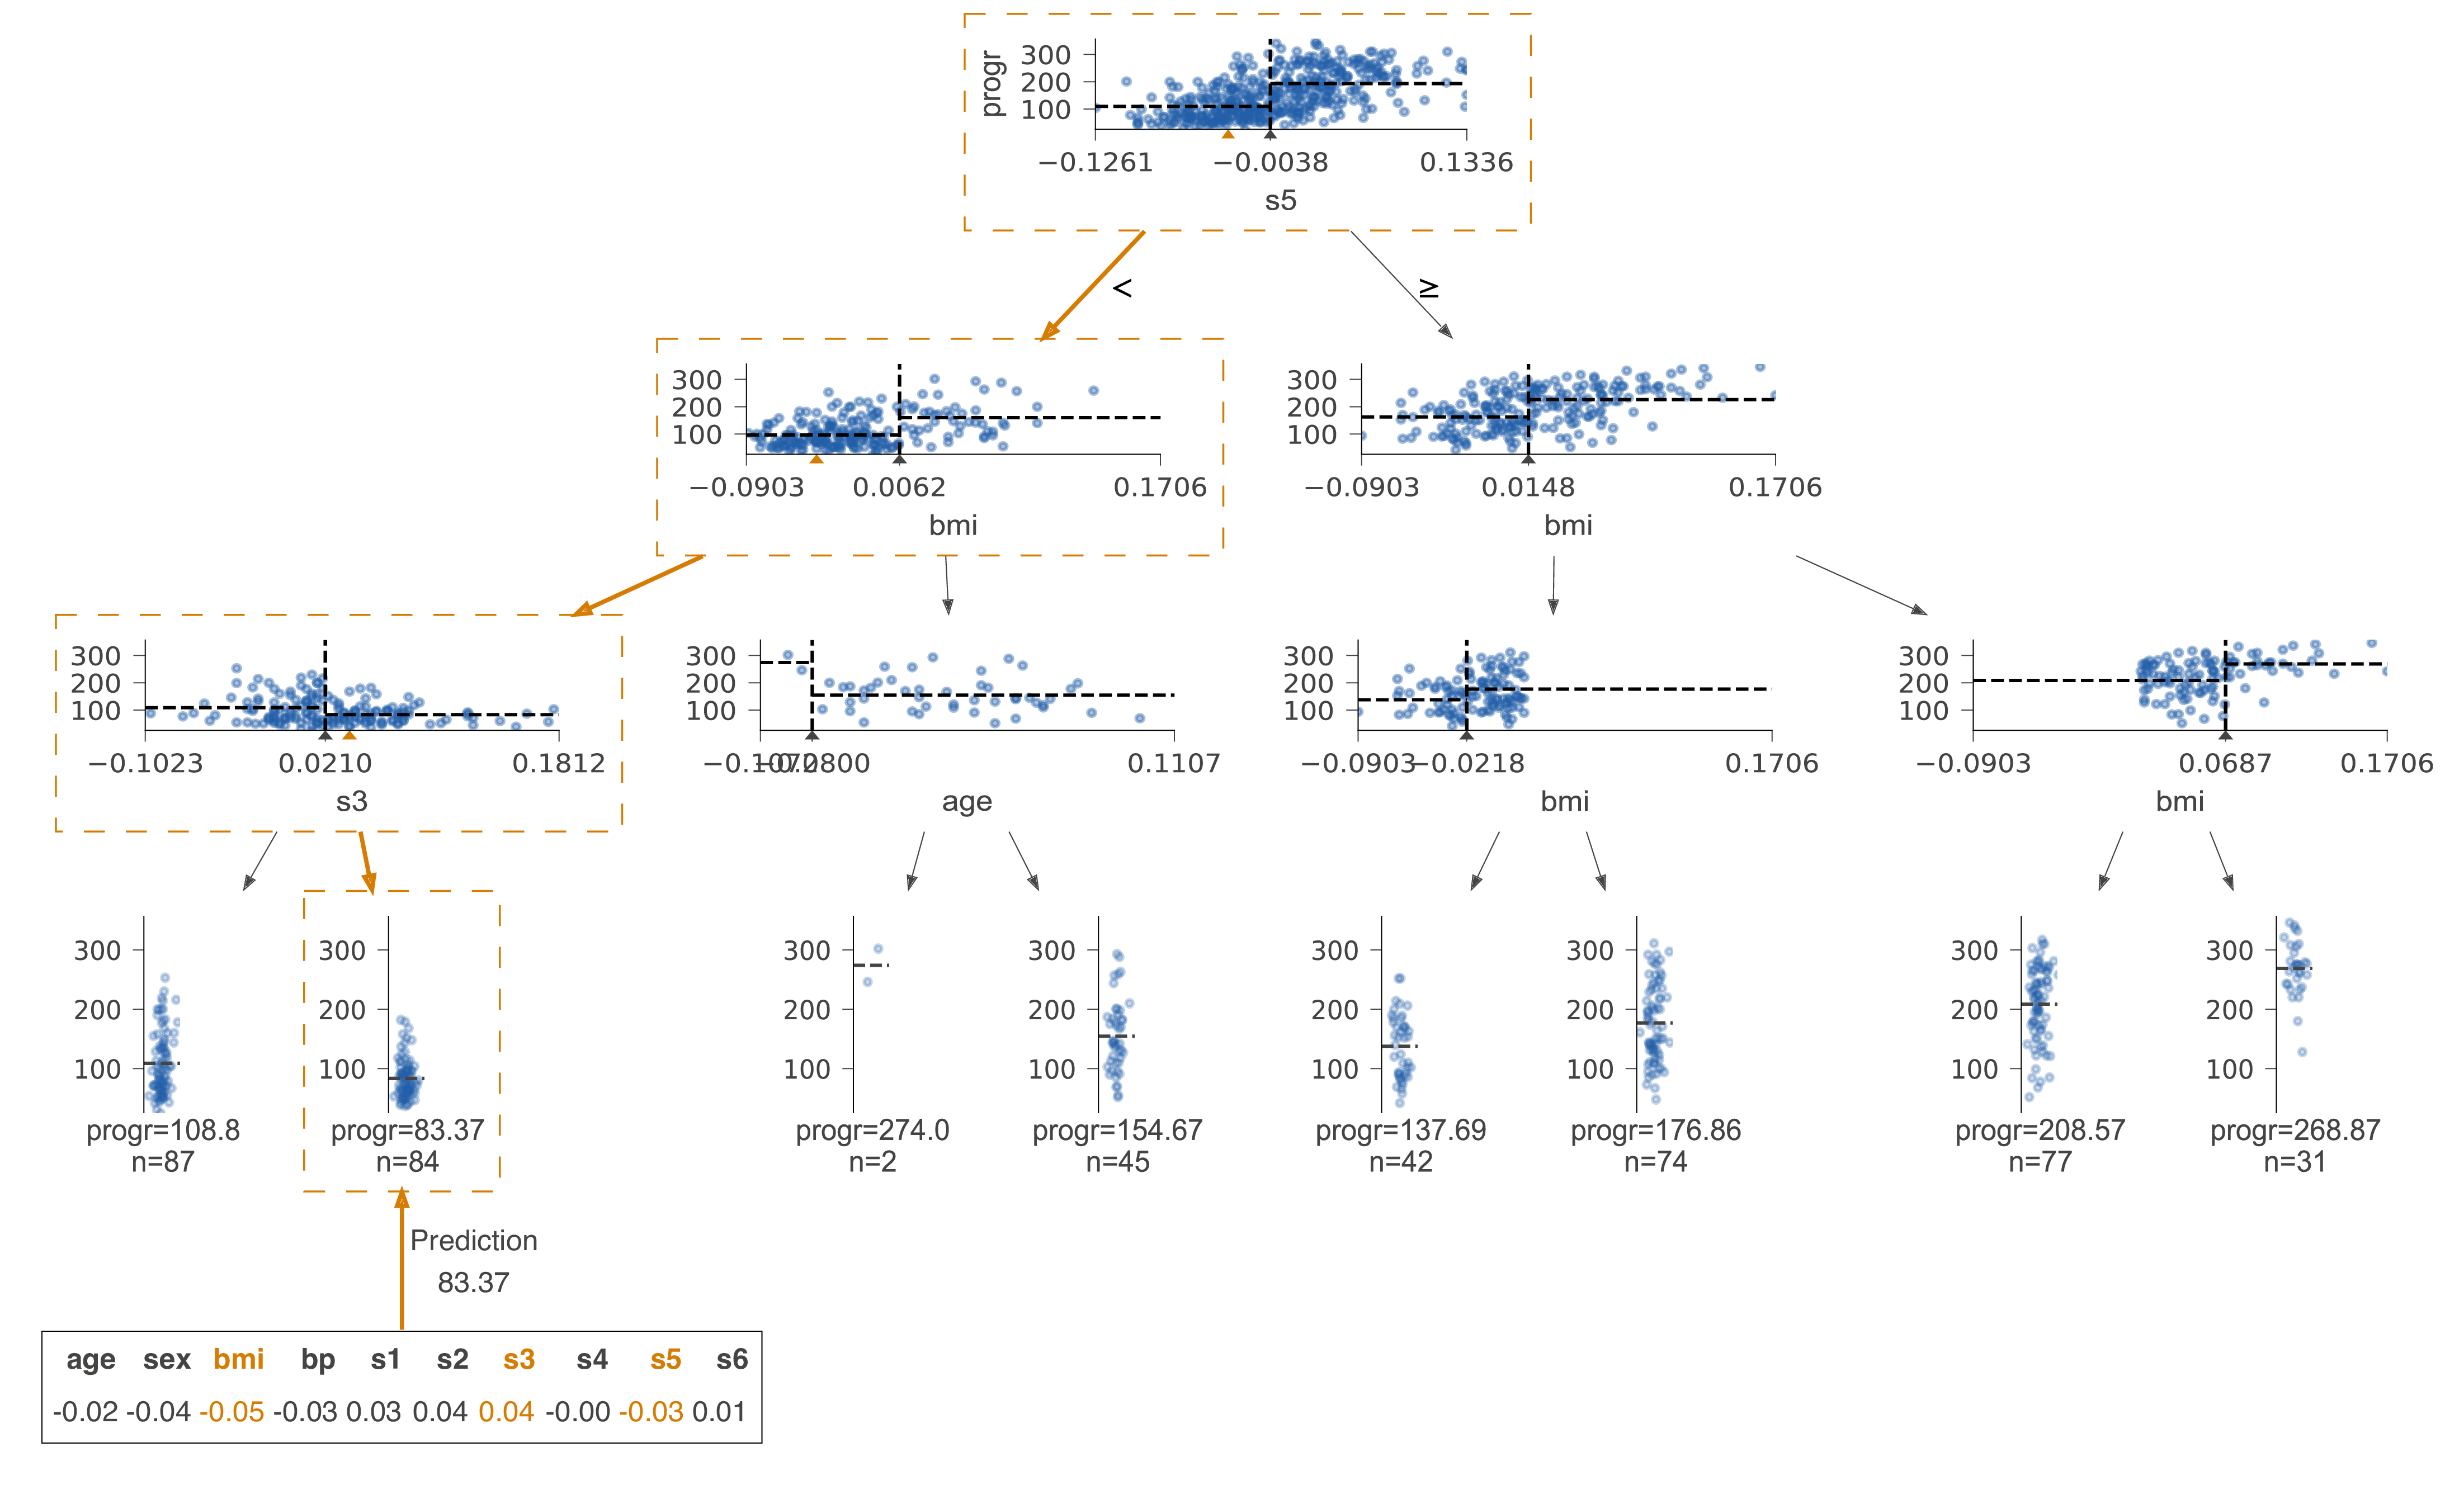 progr
300
200
100
−0.1261 −0.0038 0.1336
s5
< ≥
300
200
100
−0.0903 0.0062 0.1706
bmi
300
200
100
−0.0903 0.0148 0.1706
bmi
300
200
100
−0.1023 0.0210 0.1812
s3
300
200
100
0.1107
age
300
200
100
−0.0903 −0.0218 0.1706
bmi
300
200
100
−0.0903 0.0687 0.1706
bmi
300
200
100
progr=108.8
n=87
300
200
100
progr=83.37
n=84
300
200
100
progr=274.0
n=2
300
200
100
progr=154.67
n=45
300
200
100
progr=137.69
n=42
300
200
100
progr=176.86
n=74
300
200
100
progr=208.57
n=77
300
200
100
progr=268.87
n=31
Prediction
83.37
age sex bmi bp s1 s2 s3 s4 s5 s6
-0.02 -0.04 -0.05 -0.03 0.03 0.04 0.04 -0.00 -0.03 0.01